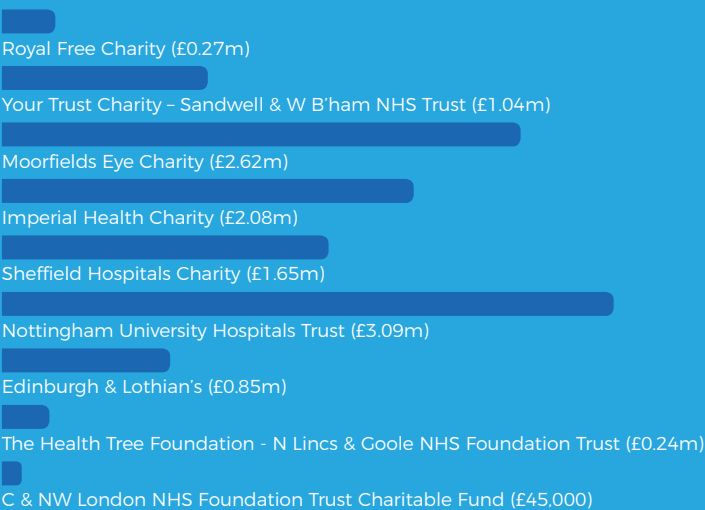 Royal Free Charity (£0.27m)
Your Trust Charity – Sandwell & W B’ham NHS Trust (£1.04m)
Moorfields Eye Charity (£2.62m)
Imperial Health Charity (£2.08m)
Sheffield Hospitals Charity (£1.65m)
Nottingham University Hospitals Trust (£3.09m)
Edinburgh & Lothian’s (£0.85m)
The Health Tree Foundation - N Lincs & Goole NHS Foundation Trust (£0.24m)
C & NW London NHS Foundation Trust Charitable Fund (£45,000)